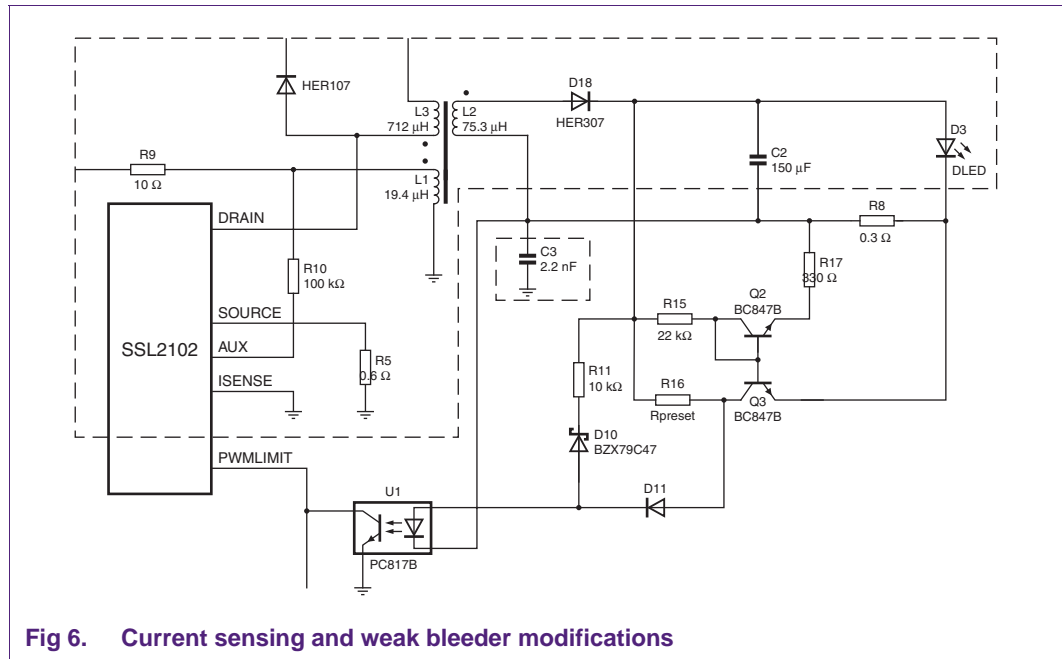 HER107
D18
HER307
L3
712 μH
L2
75.3 μH
D3
DLED
C2
150 μF
R9
10 Ω
L1
19.4 μH
R8
0.3 Ω
DRAIN
C3
2.2 nF
R17
330 Ω
R10
100 kΩ
Q2
BC847B
R15
22 kΩ
SOURCE
SSL2102
AUX
R5
0.6 Ω
R11
10 kΩ
ISENSE
R16
Rpreset
Q3
BC847B
D10
BZX79C47
PWMLIMIT
U1
D11
PC817B
Fig 6. Current sensing and weak bleeder modifications